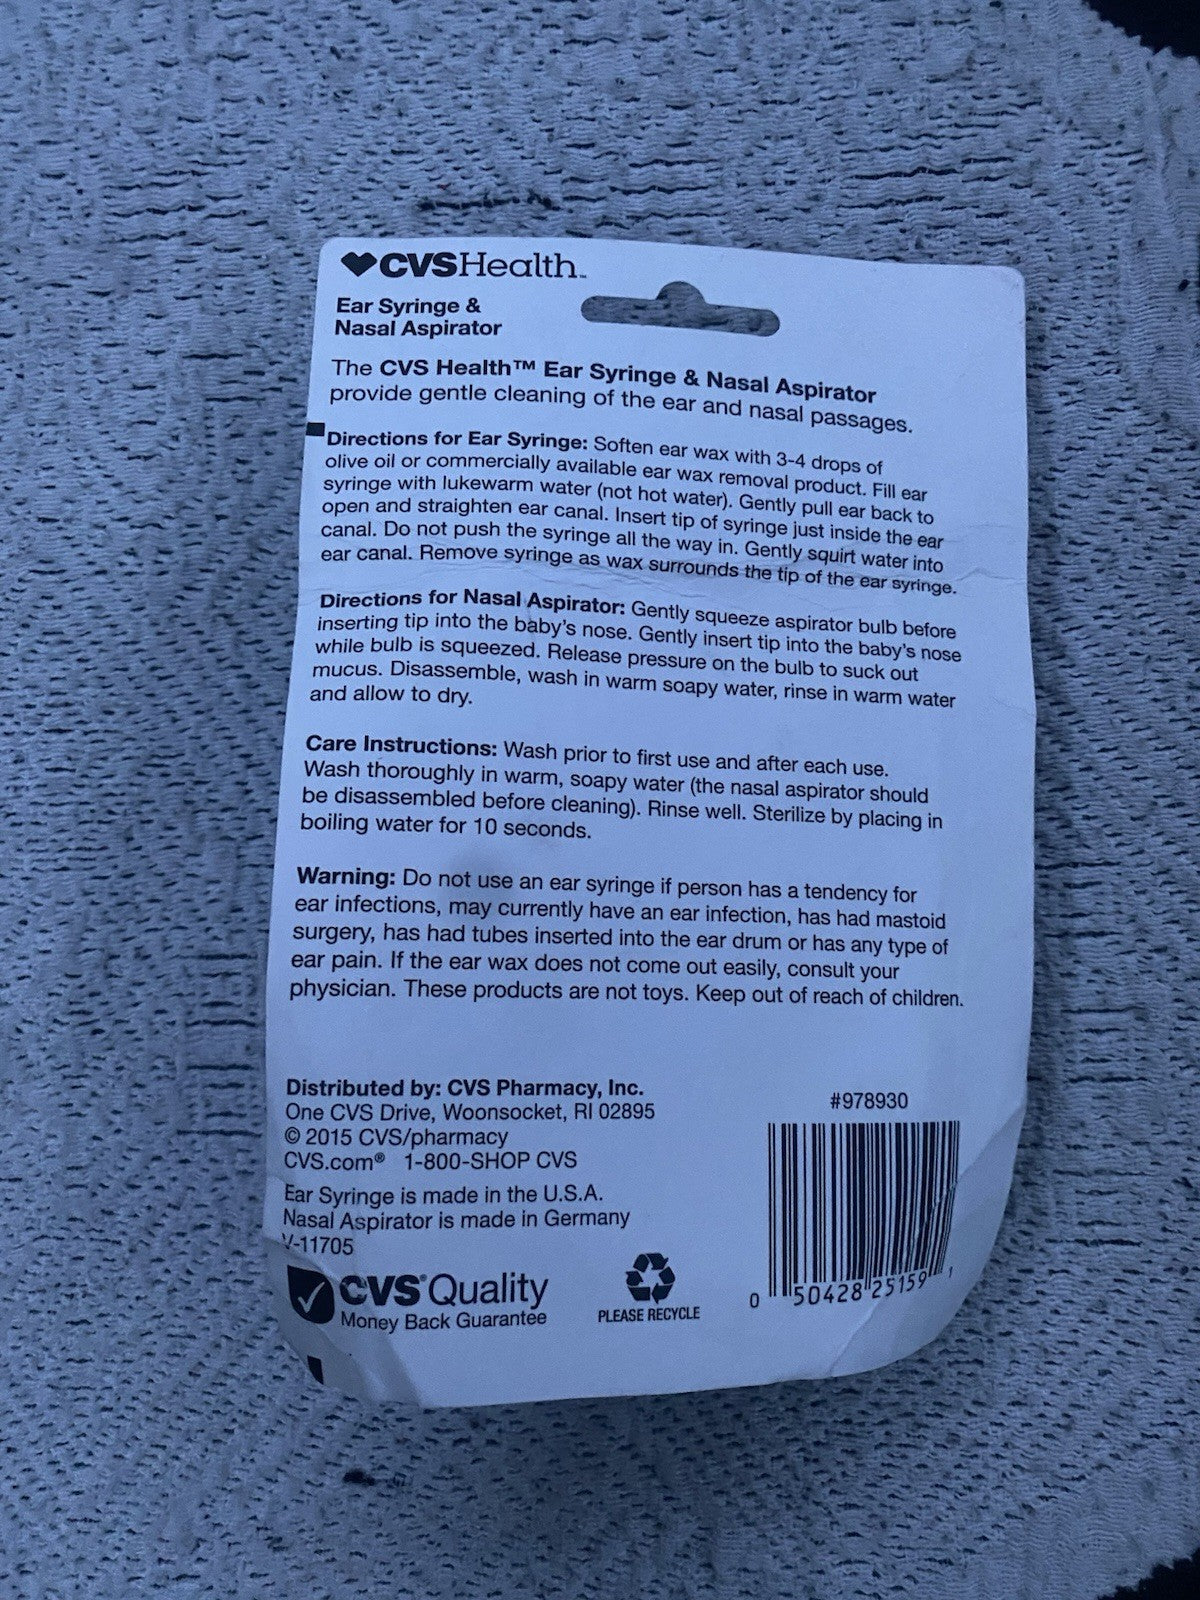 CVSHealth™
Ear Syringe &
Nasal Aspirator
The CVS Health™ Ear Syringe & Nasal Aspirator
provide gentle cleaning of the ear and nasal passages.
Directions for Ear Syringe: Soften ear wax with 3-4 drops of
olive oil or commercially available ear wax removal product. Fill ear
syringe with lukewarm water (not hot water). Gently pull ear back to
open and straighten ear canal. Insert tip of syringe just inside the ear
canal. Do not push the syringe all the way in. Gently squirt water into
ear canal. Remove syringe as wax surrounds the tip of the ear syringe.
Directions for Nasal Aspirator: Gently squeeze aspirator bulb before
inserting tip into the baby's nose. Gently insert tip into the baby's nose
while bulb is squeezed. Release pressure on the bulb to suck out
mucus. Disassemble, wash in warm soapy water, rinse in warm water
and allow to dry.
Care Instructions: Wash prior to first use and after each use.
Wash thoroughly in warm, soapy water (the nasal aspirator should
be disassembled before cleaning). Rinse well. Sterilize by placing in
boiling water for 10 seconds.
Warning: Do not use an ear syringe if person has a tendency for
ear infections, may currently have an ear infection, has had mastoid
surgery, has had tubes inserted into the ear drum or has any type of
ear pain. If the ear wax does not come out easily, consult your
physician. These products are not toys. Keep out of reach of children.
Distributed by: CVS Pharmacy, Inc.
One CVS Drive, Woonsocket, RI 02895
© 2015 CVS/pharmacy
CVS.com® 1-800-SHOP CVS
Ear Syringe is made in the U.S.A.
Nasal Aspirator is made in Germany
V-11705
CVS® Quality
Money Back Guarantee
PLEASE RECYCLE
#978930
0 50428 25159 1